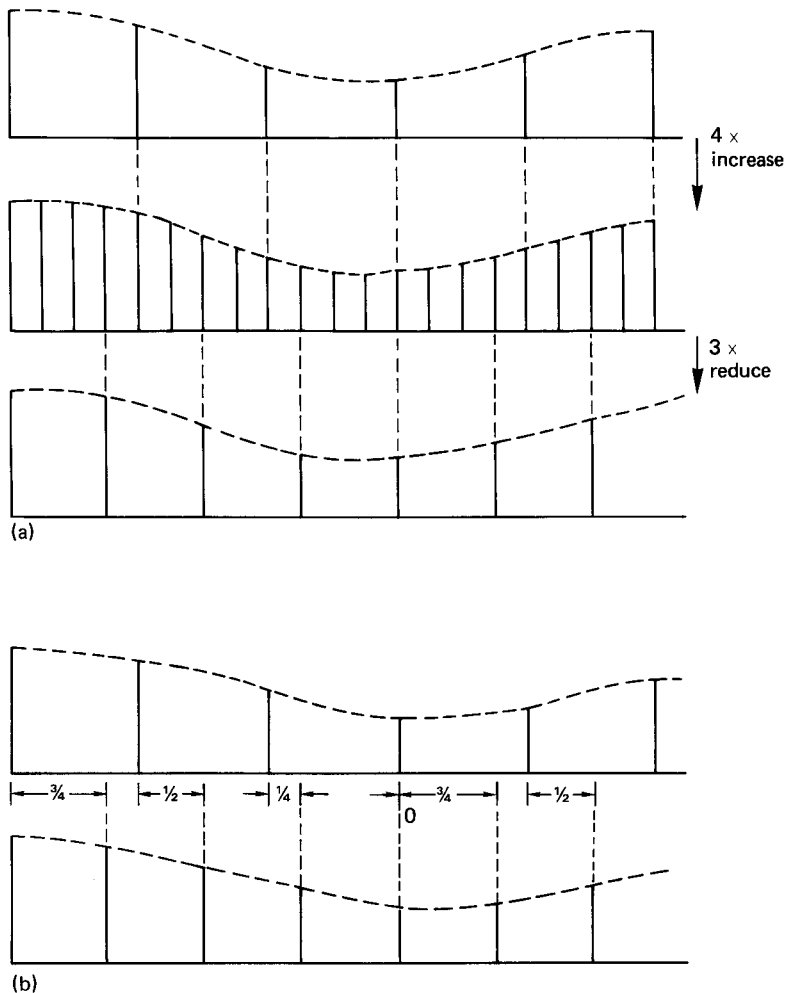 4 ×
increase
3 ×
reduce
(a)
¾ ½ ¼ ¾ ½
0
(b)